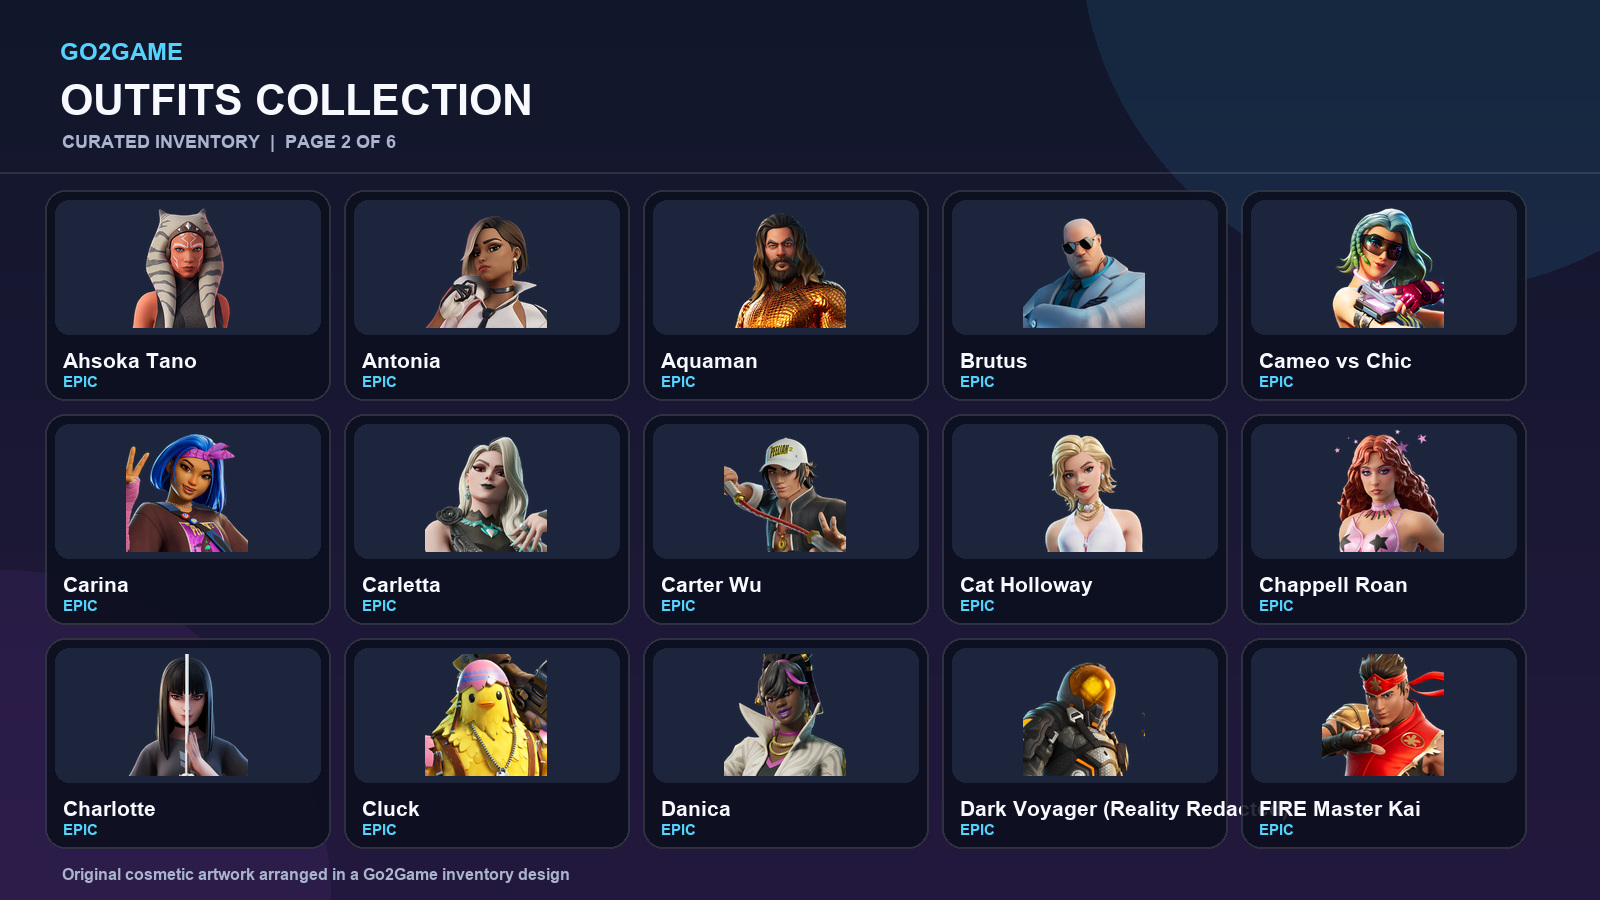 GO2GAME
OUTFITS COLLECTION
CURATED INVENTORY | PAGE 2 OF 6
Ahsoka Tano
EPIC
Antonia
EPIC
Aquaman
EPIC
Brutus
EPIC
Cameo vs Chic
EPIC
Carina
EPIC
Carletta
EPIC
Carter Wu
EPIC
Cat Holloway
EPIC
Chappell Roan
EPIC
Charlotte
EPIC
Cluck
EPIC
Danica
EPIC
Dark Voyager (Reality
EPIC
FIRE Master Kai
EPIC
Original cosmetic artwork arranged in a Go2Game inventory design